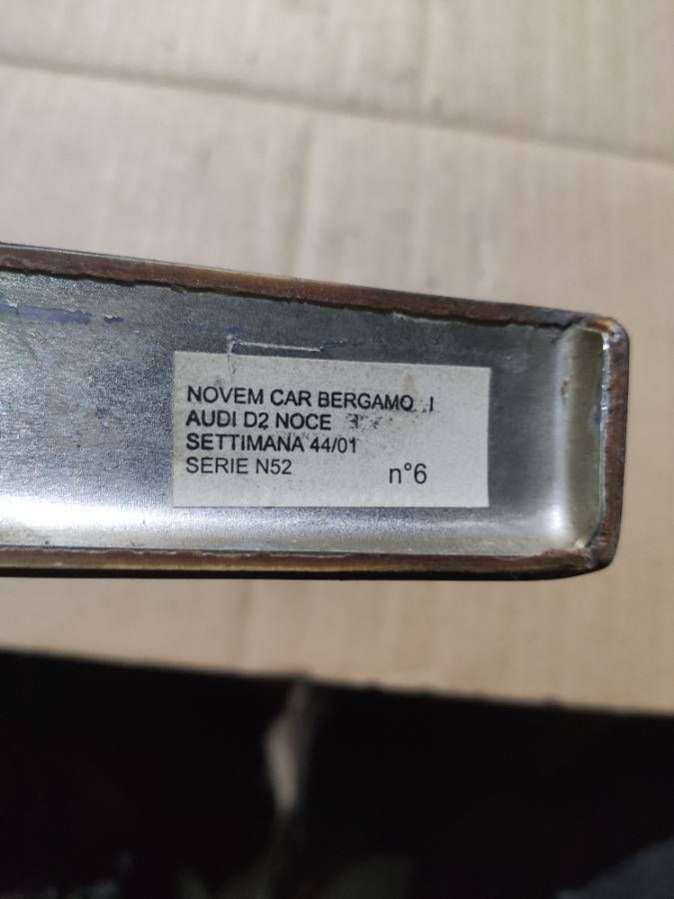 NOVEM CAR BERGAMO I
AUDI D2 NOCE
SETTIMANA 44/01
SERIE N52
n°6